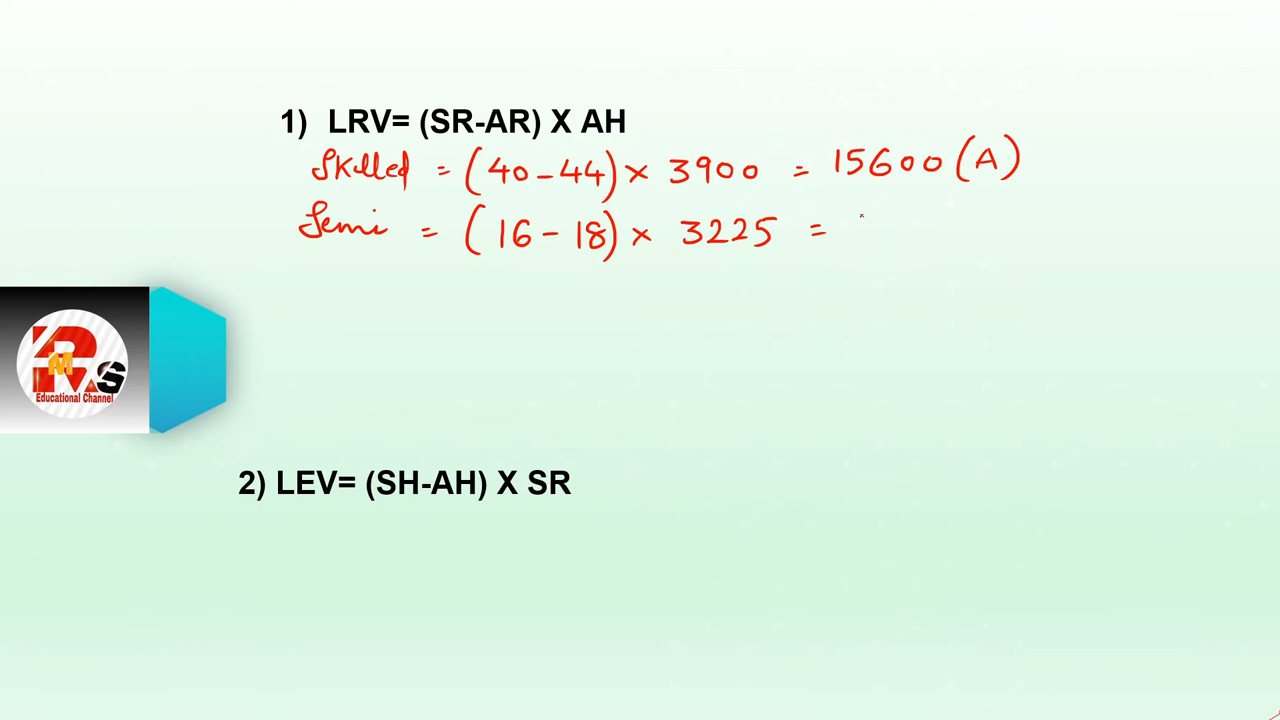 1) LRV= (SR-AR) X AH
Skilled = (40-44) x 3900 = 15600 (A)
Semi = (16-18) x 3225 =
M
S
Educational Channel
2) LEV= (SH-AH) X SR